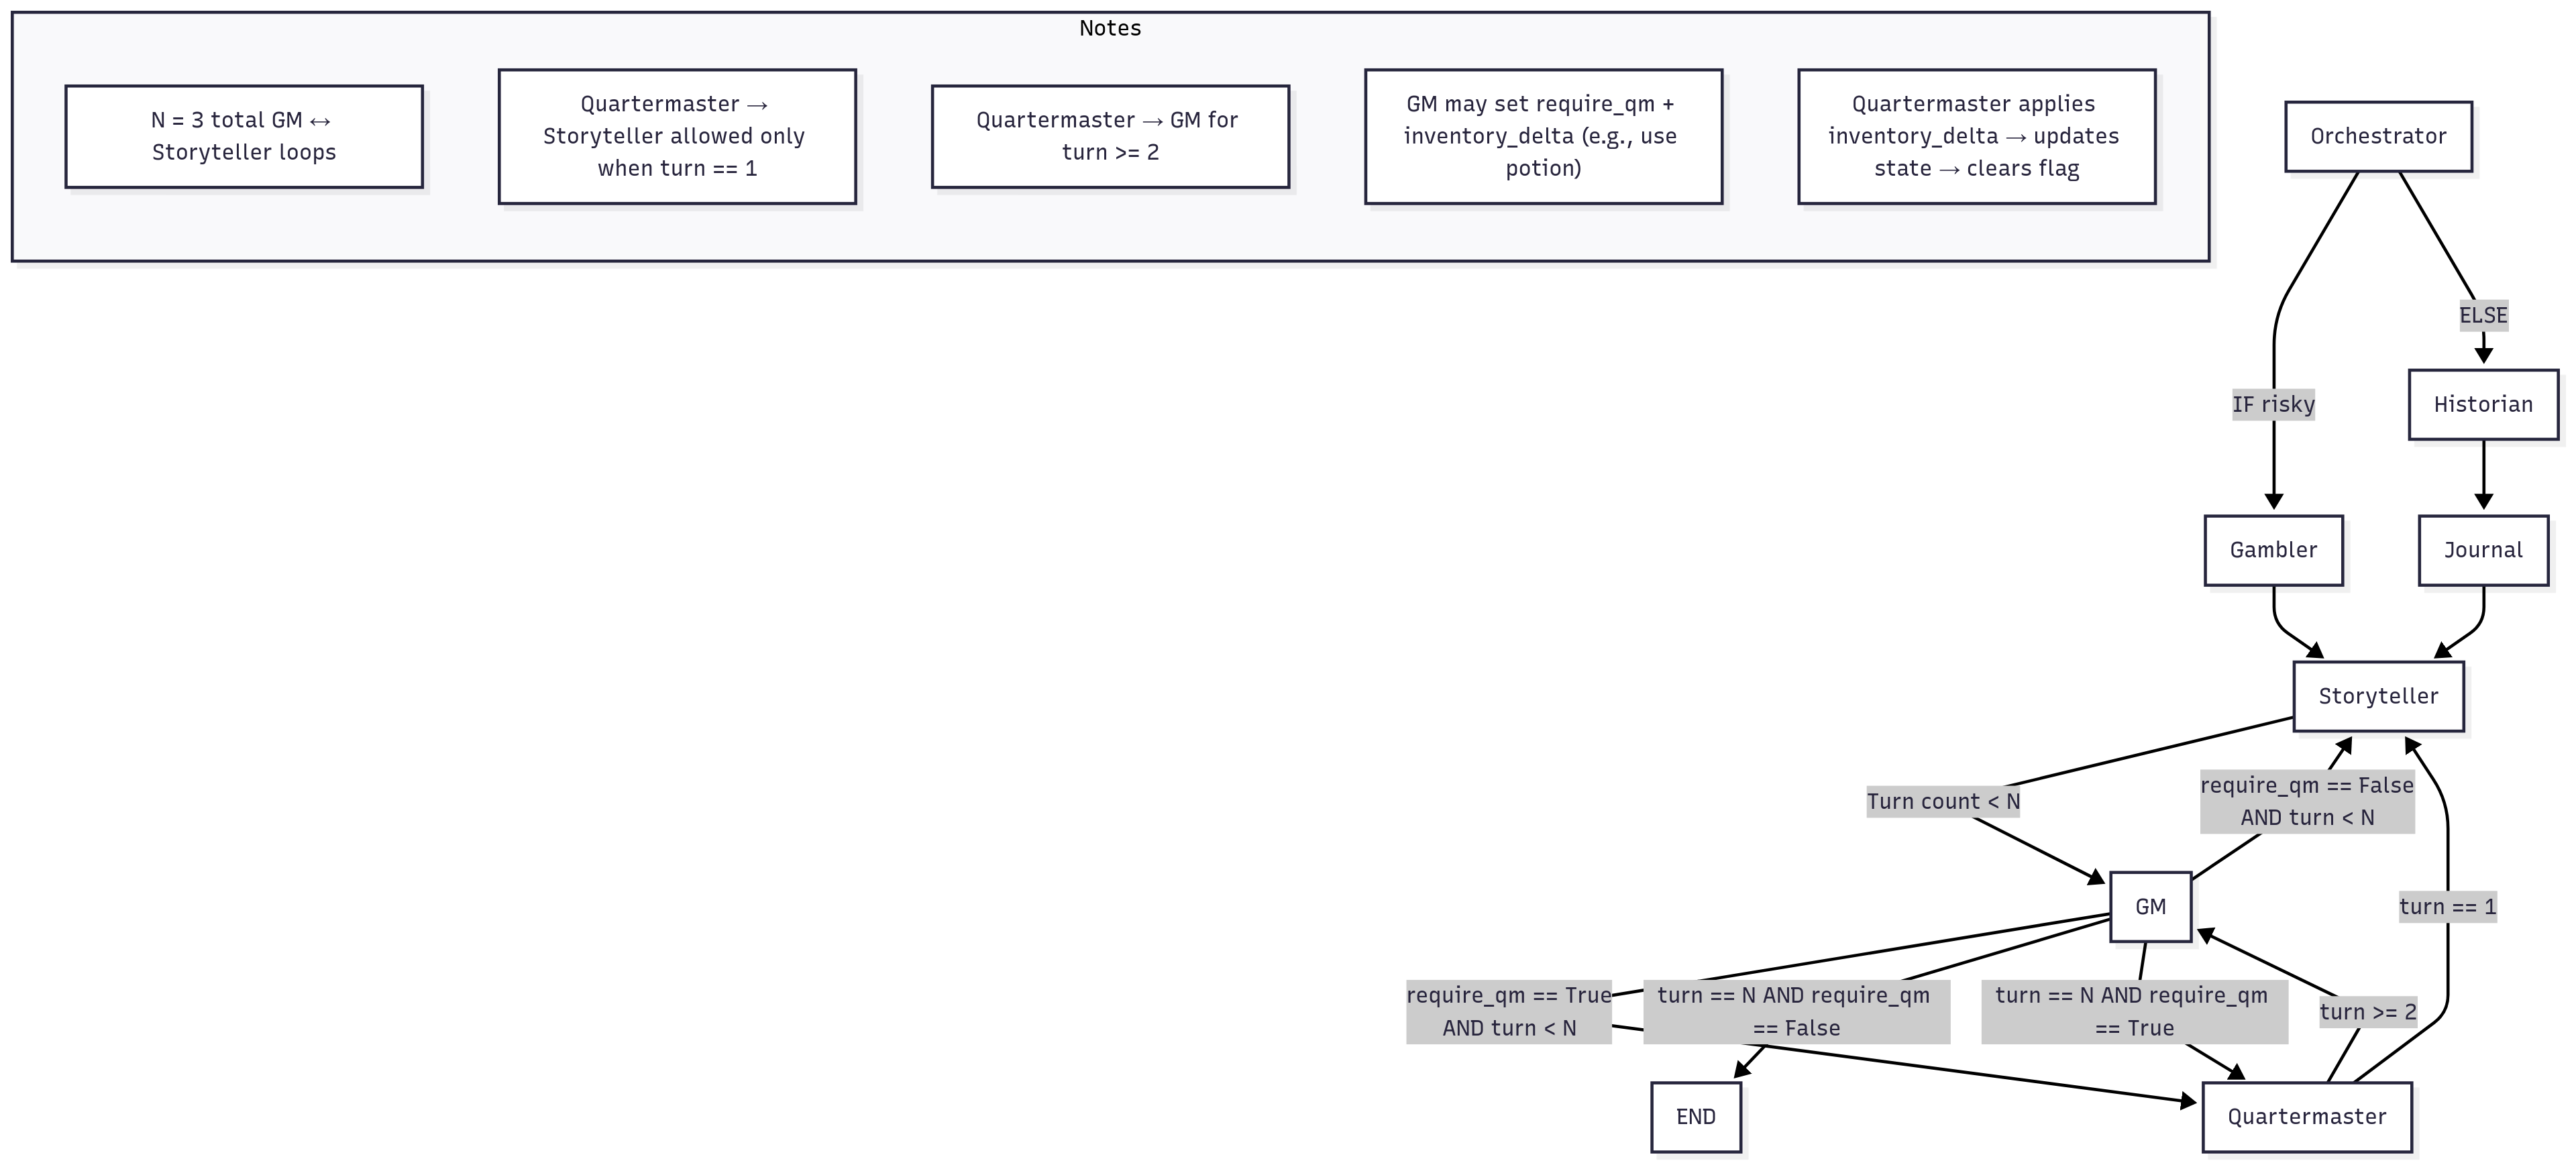 Notes
N = 3 total GM ↔
Storyteller loops
Quartermaster →
Storyteller allowed only
when turn == 1
Quartermaster → GM for
turn >= 2
GM may set require_qm +
inventory_delta (e.g., use
potion)
Quartermaster applies
inventory_delta → updates
state → clears flag
Orchestrator
ELSE
IF risky
Historian
Gambler
Journal
Storyteller
Turn count < N
require_qm == False
AND turn < N
GM
turn == 1
require_qm == True
AND turn < N
turn == N AND require_qm
== False
turn == N AND require_qm
== True
turn >= 2
END
Quartermaster